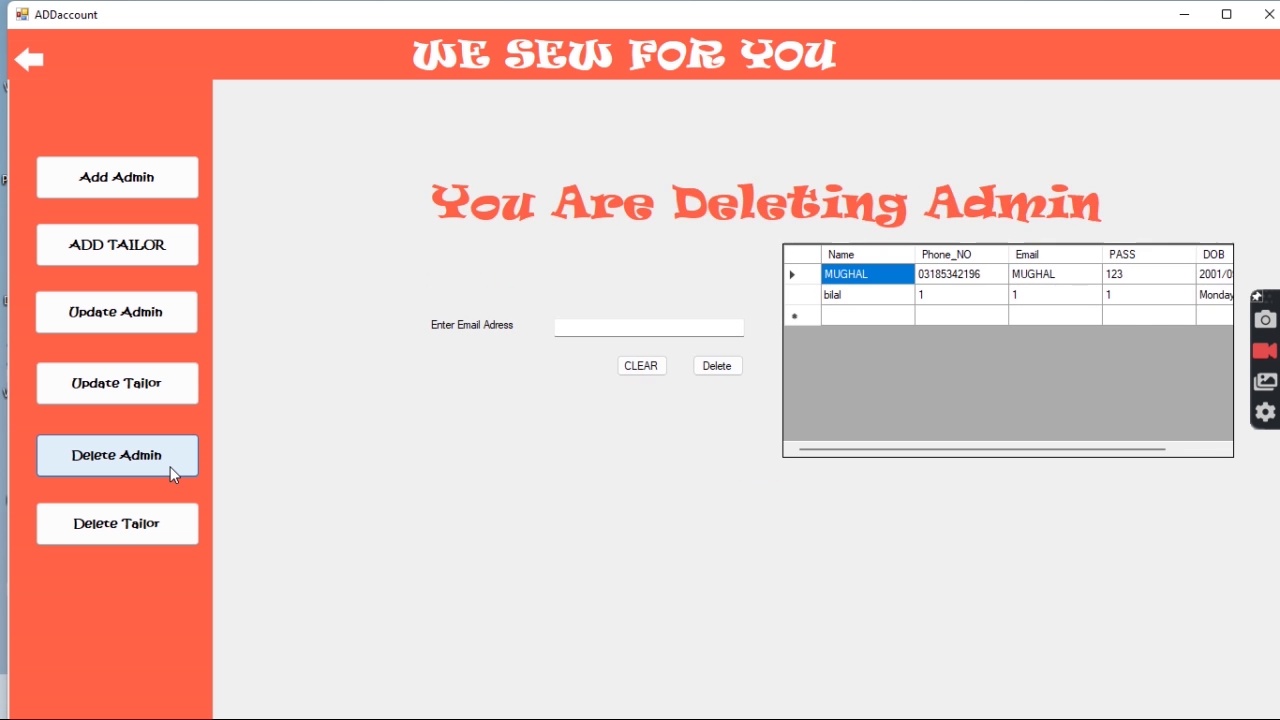 ADDaccount
WE SEW FOR YOU
Add Admin
ADD TAILOR
Update Admin
Update Tailor
Delete Admin
Delete Tailor
You Are Deleting Admin
Enter Email Adress
CLEAR Delete
Name Phone_NO Email PASS DOB
MUGHAL 03185342196 MUGHAL 123 2001/0
bilal 1 1 1 Monday